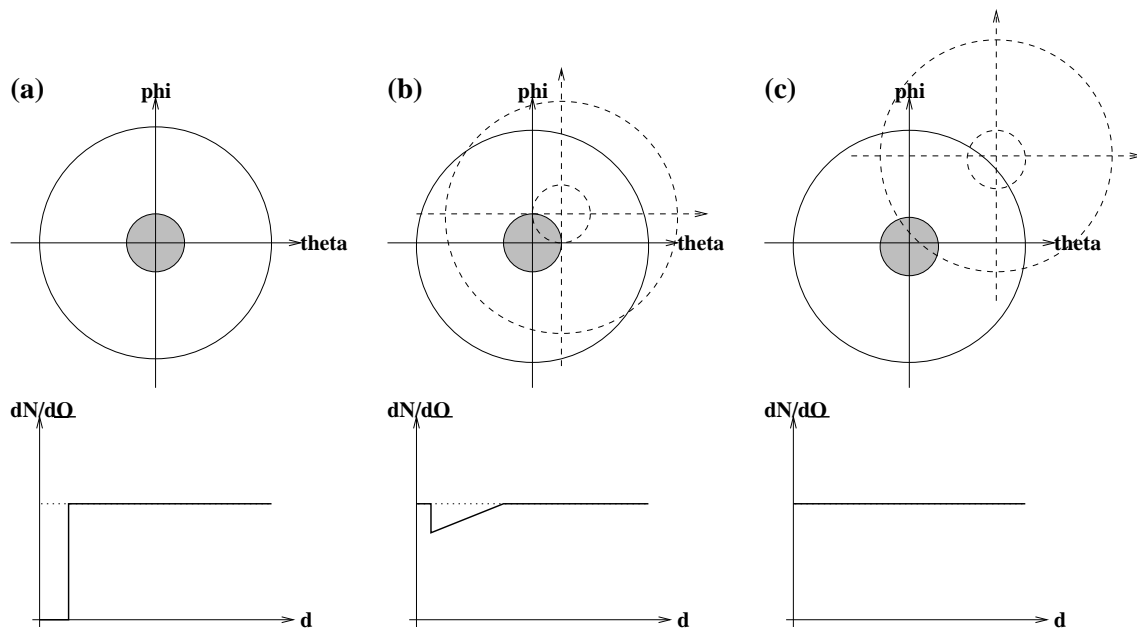 (a)
phi
theta
(b)
phi
theta
(c)
phi
theta
dN/dO
d
dN/dO
d
dN/dO
d